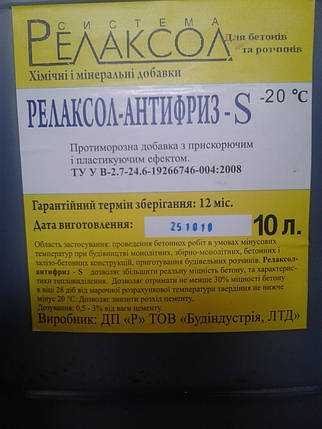 СИСТЕМА
РЕЛАКСОЛ
Для бетонів
та розчинів
Хімічні і мінеральні добавки
РЕЛАКСОЛ-АНТИФРИЗ-S -20 °С
Протиморозна добавка з прискорючим
і пластикуючим ефектом.
ТУ У В-2.7-24.6-19266746-004:2008
Гарантійний термін зберігання: 12 міс.
Дата виготовлення: 251010 10 л.
Область застосування: проведення бетонних робіт в умовах мінусових
температур при будівництві монолітних, збірно-монолітних, бетонних і
залізо-бетонних конструкцій, приготування будівельних розчинів. Релаксол-
антифриз - S дозволяє збільшити реальну міцность бетону, та характерис-
тики тепловиділення. Дозволяє отримати не менше 30% міцності бетону
в віці 28 діб від марочної розрахункової температури твердіння не нижче
мінус 20 °С. Дозволяє знизити розхід цементу.
Дозування: 0,5 - 3% від ваги цементу.
Виробник: ДП «Р» ТОВ «Будіндустрія, ЛТД»